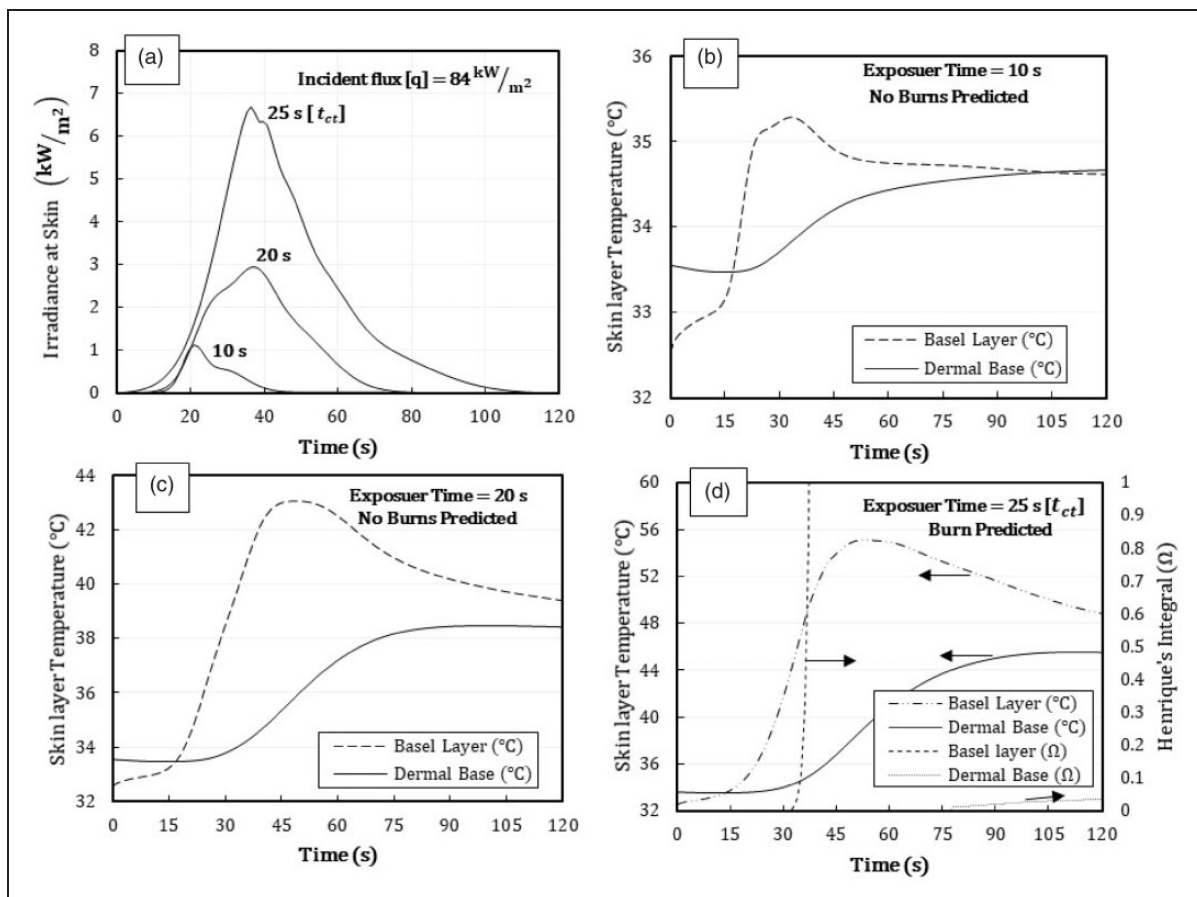 (a)
8
7
6
5
4
3
2
1
0
Irradiance at Skin (kW/m²)
Incident flux [q] = 84 kW/m²
25 s [t_ct]
20 s
10 s
0 20 40 60 80 100 120
Time (s)
(b)
36
35
34
33
32
Skin layer Temperature (°C)
Exposuer Time = 10 s
No Burns Predicted
Basel Layer (°C)
Dermal Base (°C)
0 15 30 45 60 75 90 105 120
Time (s)
(c)
44
42
40
38
36
34
32
Skin layer Temperature (°C)
Exposuer Time = 20 s
No Burns Predicted
Basel Layer (°C)
Dermal Base (°C)
0 15 30 45 60 75 90 105 120
Time (s)
(d)
60
56
52
48
44
40
36
32
Skin layer Temperature (°C)
Exposuer Time = 25 s [t_ct]
Burn Predicted
Basel Layer (°C)
Dermal Base (°C)
Basel layer (Ω)
Dermal Base (Ω)
1
0.9
0.8
0.7
0.6
0.5
0.4
0.3
0.2
0.1
0
Henrique's Integral (Ω)
0 15 30 45 60 75 90 105 120
Time (s)